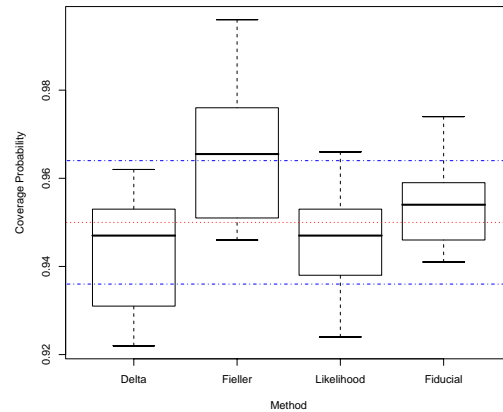 Coverage Probability
0.98
0.96
0.94
0.92
Delta
Fieller
Likelihood
Fiducial
Method